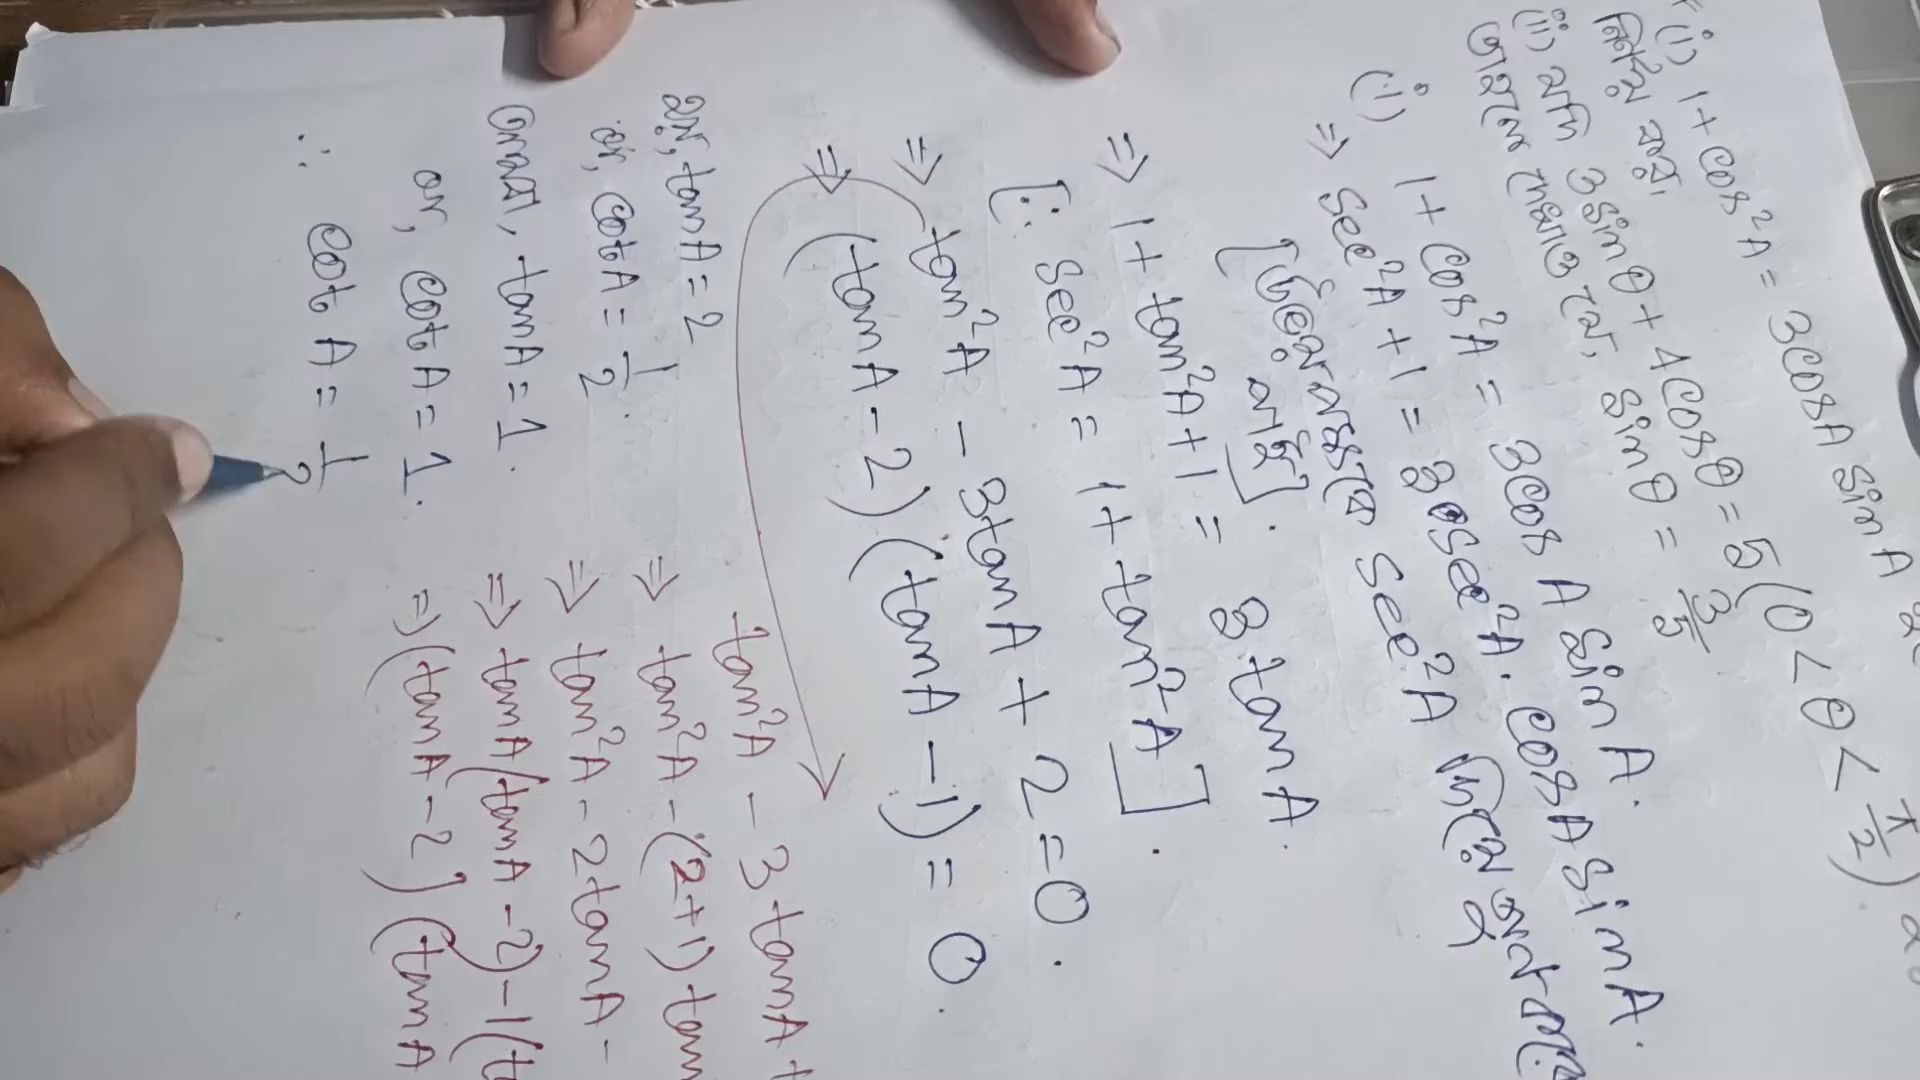 (i) 1 + cos²A = 3cosA sinA
নির্ণয় কর।
(ii) যদি 3sinθ + 4cosθ = 5 (0 < θ < π/2)
তাহলে দেখাও যে, sinθ = 3/5
(i) 1 + cos²A = 3cosA sinA.
⇒ sec²A + 1 = 3 sec²A. cosA sinA.
[উভয়পক্ষকে sec²A দিয়ে গুণ করে
পাই].
⇒ 1 + tan²A + 1 = 3 tanA.
[∵ sec²A = 1 + tan²A].
⇒ tan²A - 3tanA + 2 = 0.
⇒ (tanA - 2)(tanA - 1) = 0.
হয়, tanA = 2
or, cotA = 1/2.
অথবা, tanA = 1.
or, cotA = 1.
∴ cotA = 1/2
tan²A - 3tanA +
⇒ tan²A - (2+1) tan
⇒ tan²A - 2tanA -
⇒ tanA(tanA - 2) - 1(t
⇒ (tanA - 2) (tanA